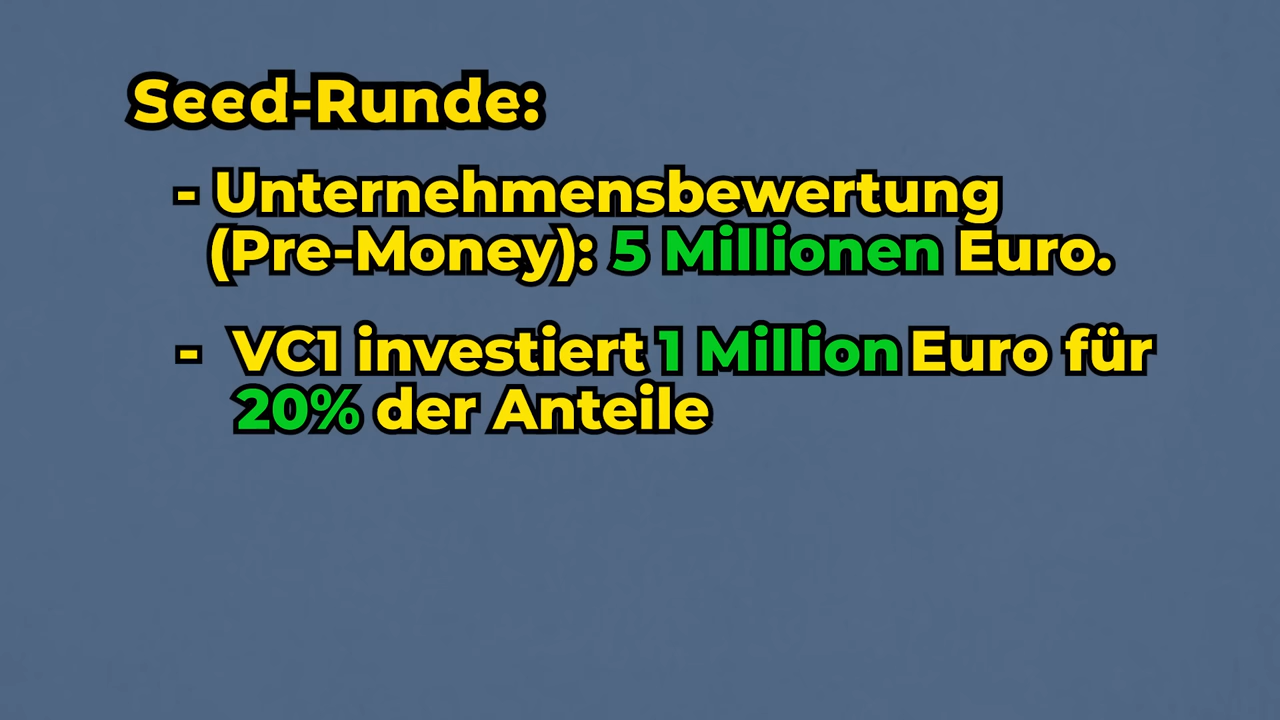 Seed-Runde:
- Unternehmensbewertung
(Pre-Money): 5 Millionen Euro.
- VC1 investiert 1 Million Euro für
20% der Anteile